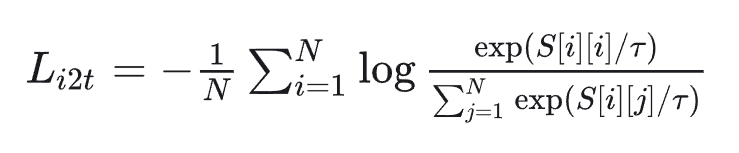 $L_{i2t} = -\frac{1}{N} \sum_{i=1}^{N} \log \frac{\exp(S[i][i]/\tau)}{\sum_{j=1}^{N} \exp(S[i][j]/\tau)}$